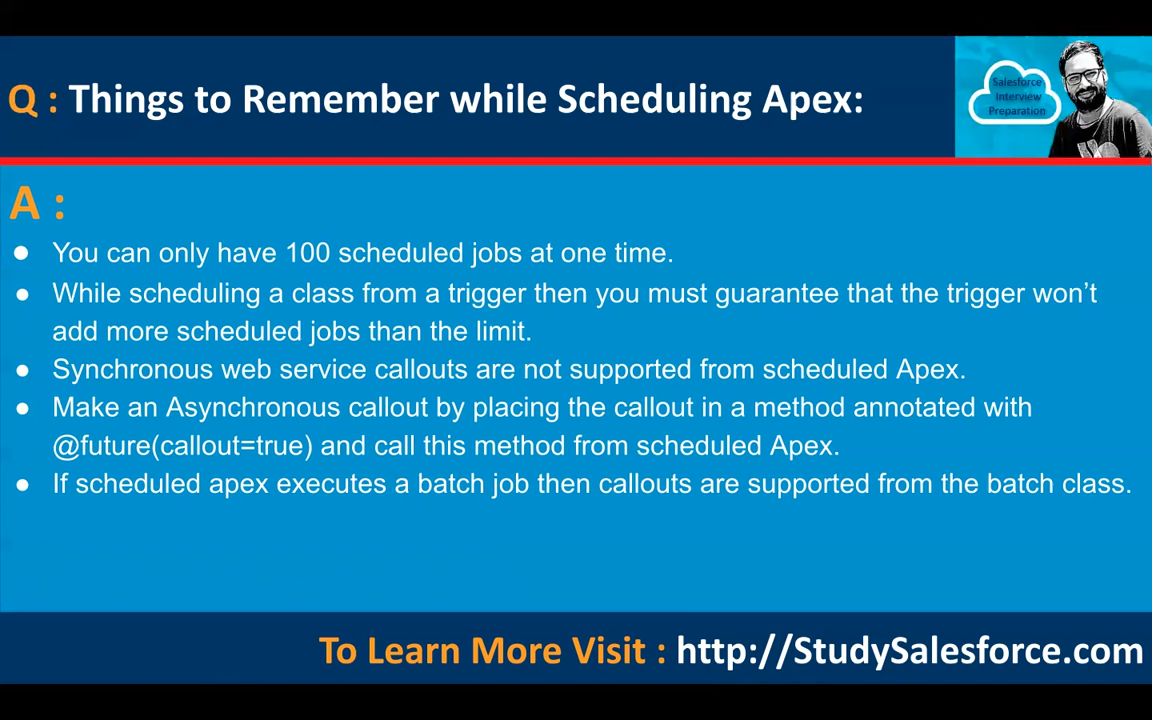 Q : Things to Remember while Scheduling Apex:
Salesforce
Interview
Preparation
A :
● You can only have 100 scheduled jobs at one time.
● While scheduling a class from a trigger then you must guarantee that the trigger won't
add more scheduled jobs than the limit.
● Synchronous web service callouts are not supported from scheduled Apex.
● Make an Asynchronous callout by placing the callout in a method annotated with
@future(callout=true) and call this method from scheduled Apex.
● If scheduled apex executes a batch job then callouts are supported from the batch class.
To Learn More Visit : http://StudySalesforce.com